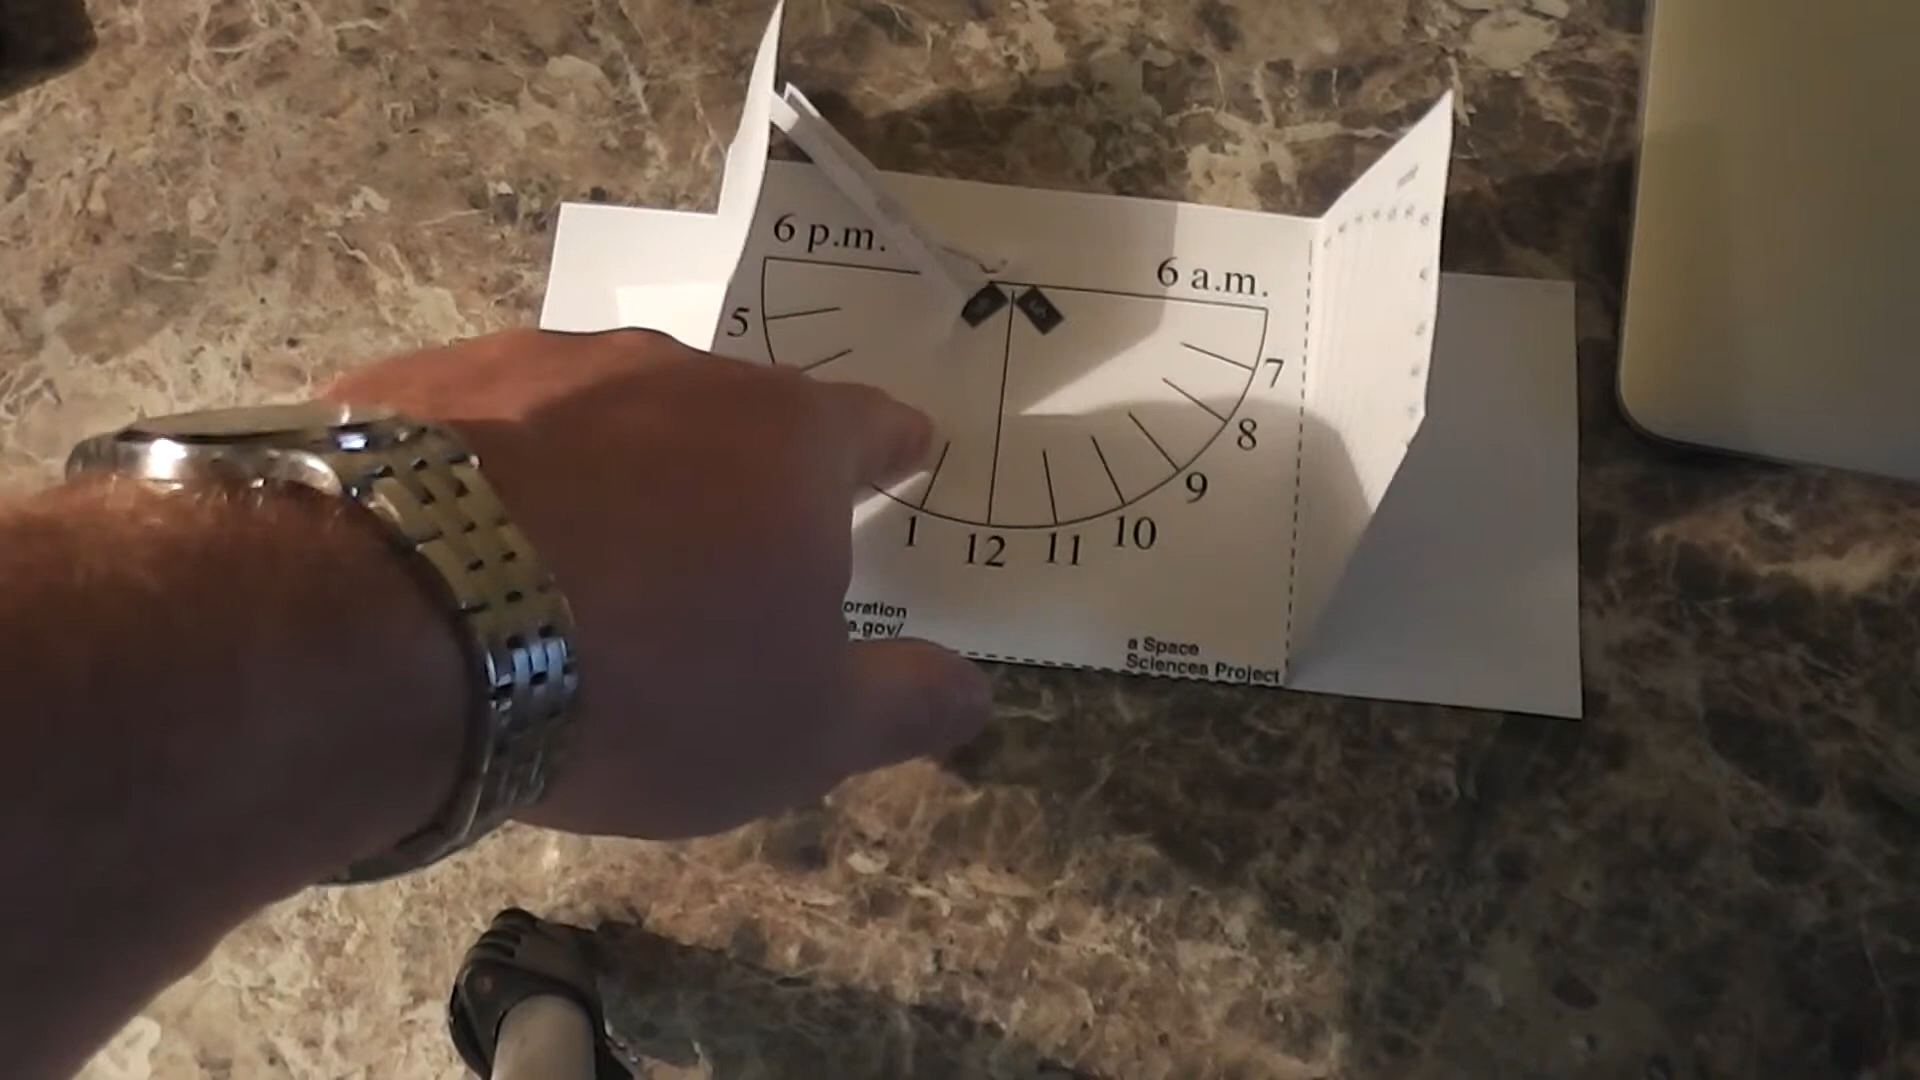 6 p.m.
6 a.m.
5
7
8
9
1
12
11
10
oration
a.gov/
a Space
Sciences Project